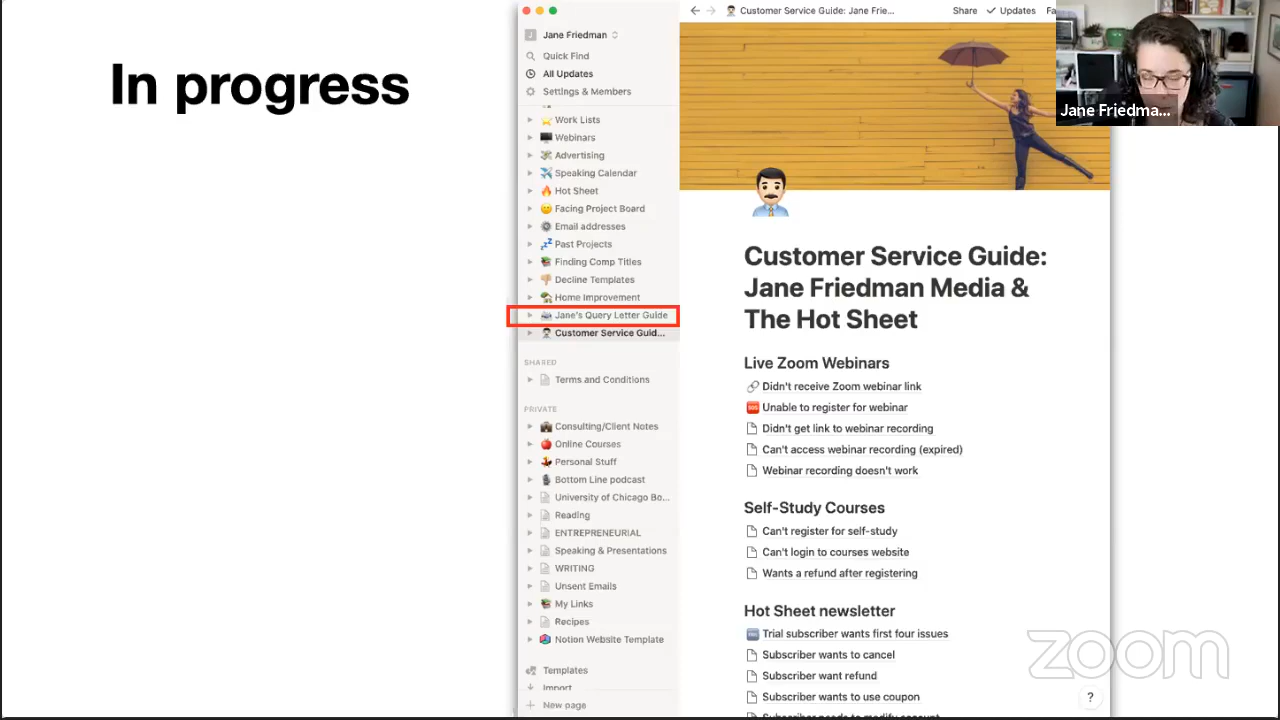 In progress
Jane Friedman
Quick Find
All Updates
Settings & Members
Work Lists
Webinars
Advertising
Speaking Calendar
Hot Sheet
Facing Project Board
Email addresses
Past Projects
Finding Comp Titles
Decline Templates
Home Improvement
Jane's Query Letter Guide
Customer Service Guid...
SHARED
Terms and Conditions
PRIVATE
Consulting/Client Notes
Online Courses
Personal Stuff
Bottom Line podcast
University of Chicago Bo...
Reading
ENTREPRENEURIAL
Speaking & Presentations
WRITING
Unsent Emails
My Links
Recipes
Notion Website Template
Templates
Import
New page
Customer Service Guide: Jane Frie...
Share
Updates
Fa
Jane Friedma...
Customer Service Guide:
Jane Friedman Media &
The Hot Sheet
Live Zoom Webinars
Didn't receive Zoom webinar link
SOS Unable to register for webinar
Didn't get link to webinar recording
Can't access webinar recording (expired)
Webinar recording doesn't work
Self-Study Courses
Can't register for self-study
Can't login to courses website
Wants a refund after registering
Hot Sheet newsletter
Trial subscriber wants first four issues
Subscriber wants to cancel
Subscriber want refund
Subscriber wants to use coupon
Subscriber needs to modify account
zoom
?